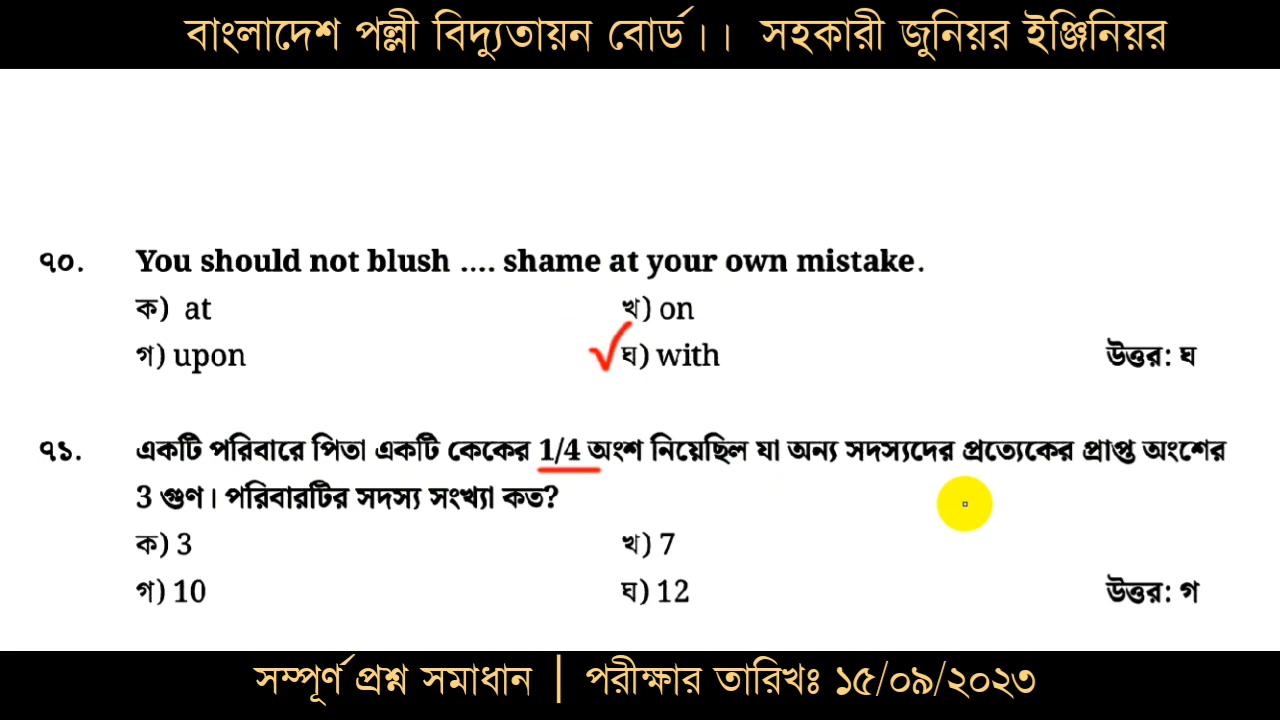 বাংলাদেশ পল্লী বিদ্যুতায়ন বোর্ড।। সহকারী জুনিয়র ইঞ্জিনিয়র
৭০. You should not blush .... shame at your own mistake.
ক) at খ) on
গ) upon ঘ) with উত্তর: ঘ
৭১. একটি পরিবারে পিতা একটি কেকের 1/4 অংশ নিয়েছিল যা অন্য সদস্যদের প্রত্যেকের প্রাপ্ত অংশের
3 গুণ। পরিবারটির সদস্য সংখ্যা কত?
ক) 3 খ) 7
গ) 10 ঘ) 12 উত্তর: গ
সম্পূর্ণ প্রশ্ন সমাধান | পরীক্ষার তারিখঃ ১৫/০৯/২০২৩